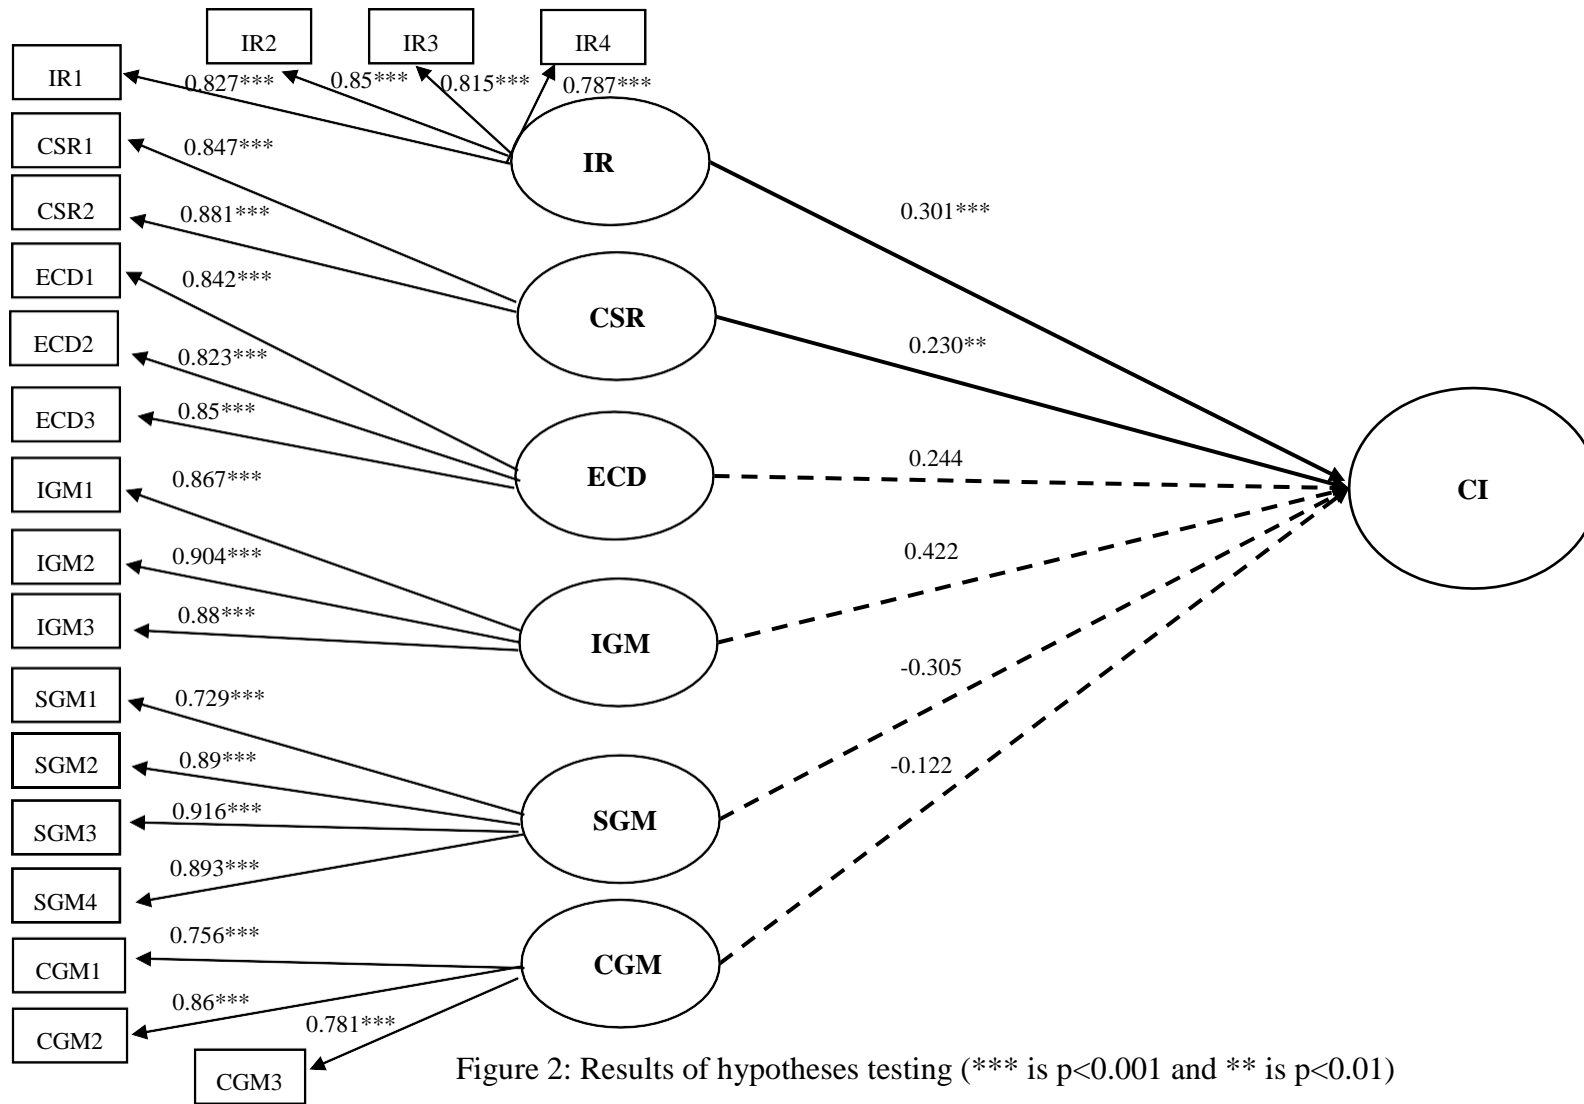 IR2
IR3
IR4
IR1
0.827***
0.85***
0.815***
0.787***
CSR1
0.847***
IR
CSR2
0.881***
0.301***
ECD1
0.842***
CSR
ECD2
0.823***
0.230**
ECD3
0.85***
ECD
0.244
IGM1
0.867***
CI
IGM2
0.904***
0.422
IGM3
0.88***
IGM
SGM1
0.729***
-0.305
SGM2
0.89***
-0.122
SGM3
0.916***
SGM
SGM4
0.893***
CGM1
0.756***
CGM
CGM2
0.86***
0.781***
CGM3
Figure 2: Results of hypotheses testing (*** is p<0.001 and ** is p<0.01)